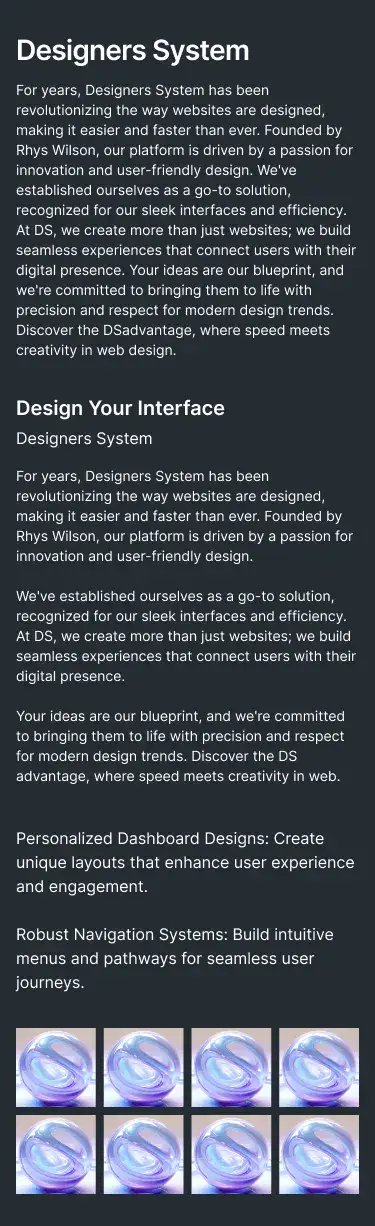 Designers System
For years, Designers System has been
revolutionizing the way websites are designed,
making it easier and faster than ever. Founded by
Rhys Wilson, our platform is driven by a passion for
innovation and user-friendly design. We've
established ourselves as a go-to solution,
recognized for our sleek interfaces and efficiency.
At DS, we create more than just websites; we build
seamless experiences that connect users with their
digital presence. Your ideas are our blueprint, and
we're committed to bringing them to life with
precision and respect for modern design trends.
Discover the DSadvantage, where speed meets
creativity in web design.
Design Your Interface
Designers System
For years, Designers System has been
revolutionizing the way websites are designed,
making it easier and faster than ever. Founded by
Rhys Wilson, our platform is driven by a passion for
innovation and user-friendly design.
We've established ourselves as a go-to solution,
recognized for our sleek interfaces and efficiency.
At DS, we create more than just websites; we build
seamless experiences that connect users with their
digital presence.
Your ideas are our blueprint, and we're committed
to bringing them to life with precision and respect
for modern design trends. Discover the DS
advantage, where speed meets creativity in web.
Personalized Dashboard Designs: Create
unique layouts that enhance user experience
and engagement.
Robust Navigation Systems: Build intuitive
menus and pathways for seamless user
journeys.